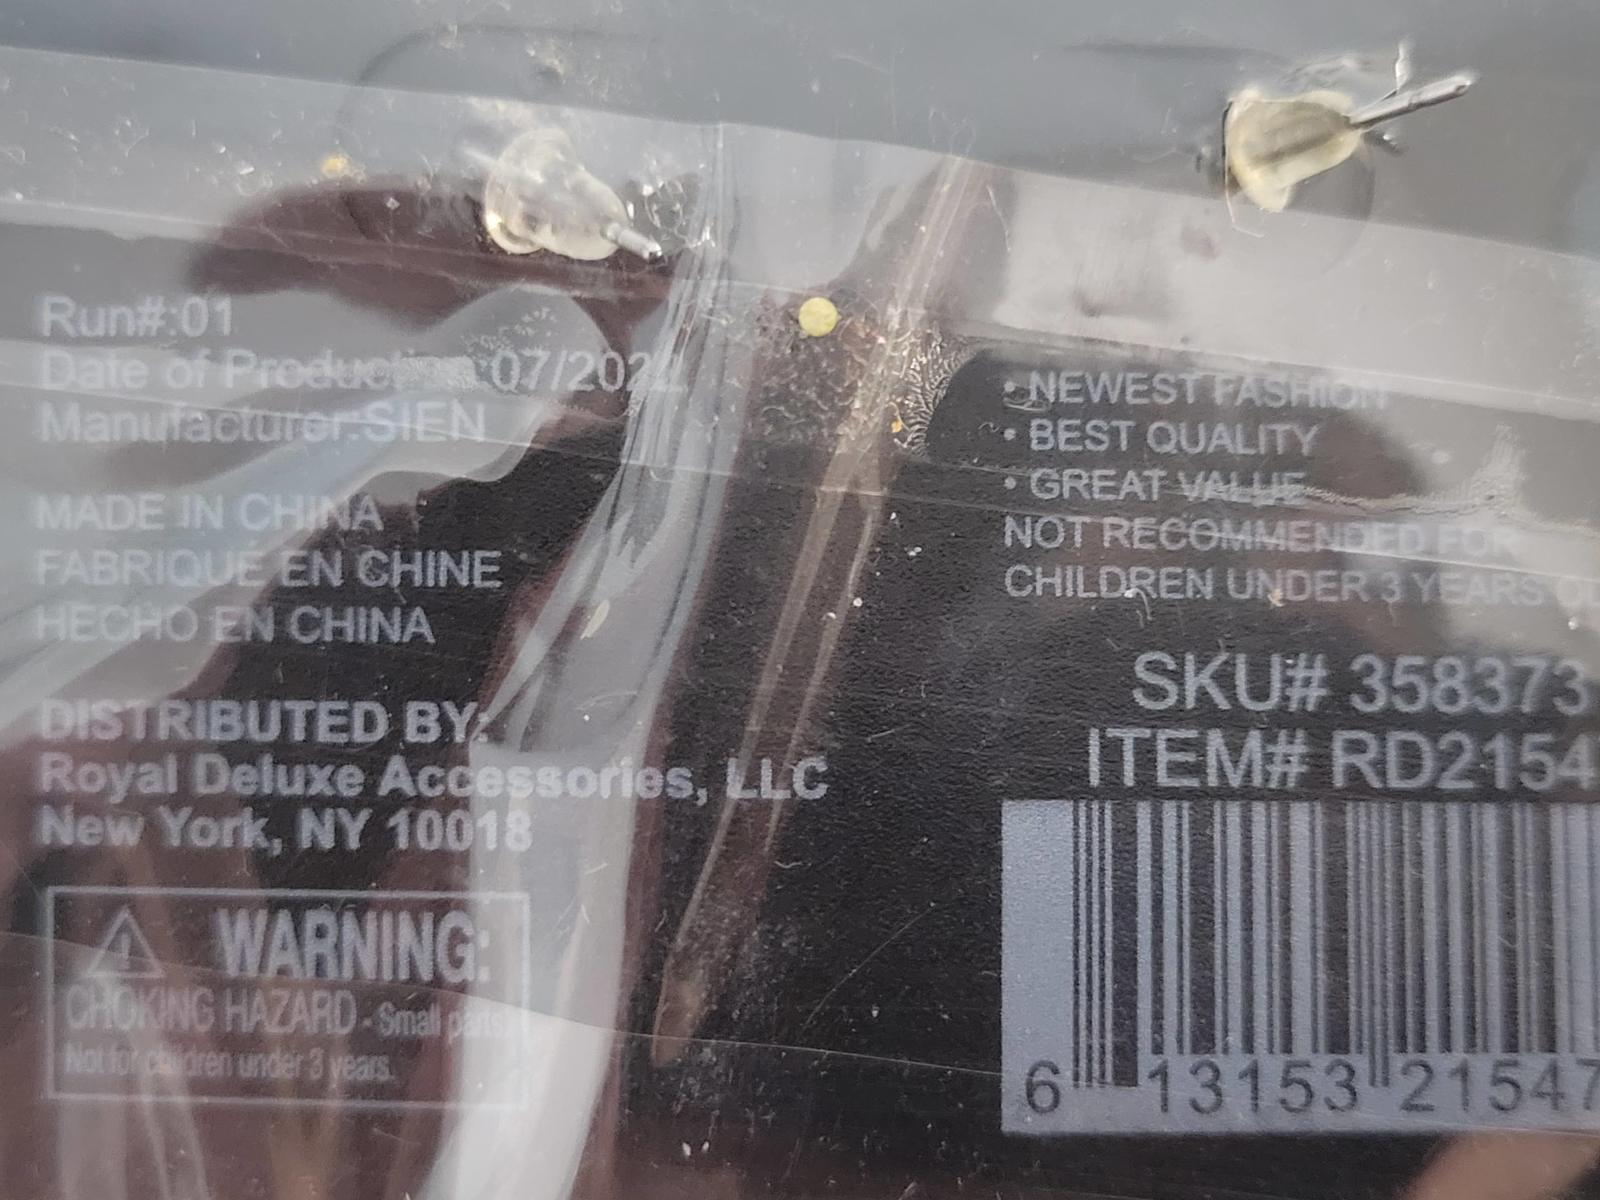 Run#:01
Date of 07/202
Manufacturer:SIEN
MADE IN CHINA
FABRIQUE EN CHINE
HECHO EN CHINA
DISTRIBUTED BY:
Royal Deluxe Accessories, LLC
New York, NY 10018
WARNING:
CHOKING HAZARD - Small parts.
Not for children under 3 years.
• NEWEST FASHION
• BEST QUALITY
• GREAT VALUE
NOT RECOMMENDED FOR
CHILDREN UNDER 3 YEARS
SKU# 358373
ITEM# RD2154
6 13153 21547